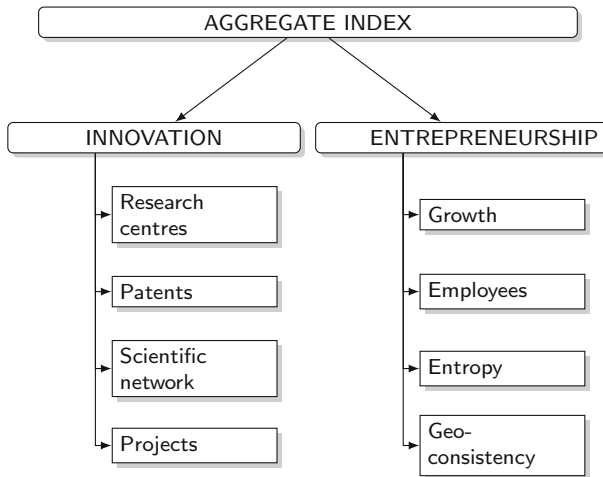 AGGREGATE INDEX
INNOVATION
Research
centres
Patents
Scientific
network
Projects
ENTREPRENEURSHIP
Growth
Employees
Entropy
Geo-
consistency